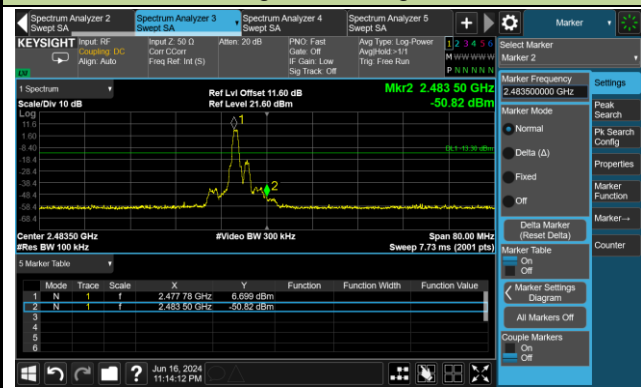 Spectrum Analyzer 2
Swept SA
Spectrum Analyzer 3
Swept SA
Spectrum Analyzer 4
Swept SA
Spectrum Analyzer 5
Swept SA
+
Marker
KEYSIGHT
Input: RF
Coupling: DC
Align: Auto
Input Z: 50 Ω
Corr CCorr
Freq Ref: Int (S)
Atten: 20 dB
PNO: Fast
Gate: Off
IF Gain: Low
Sig Track: Off
Avg Type: Log-Power
Avg|Hold:>1/1
Trig: Free Run
1 2 3 4 5 6
M W W W W W
P N N N N N
Select Marker
Marker 2
LXI
1 Spectrum
Scale/Div 10 dB
Ref Lvl Offset 11.60 dB
Ref Level 21.60 dBm
Mkr2 2.483 50 GHz
-50.82 dBm
Log
11.6
1.60
-8.40
-18.4
-28.4
-38.4
-48.4
-58.4
-68.4
1
2
DL1 -13.30 dBm
Center 2.48350 GHz
#Res BW 100 kHz
#Video BW 300 kHz
Span 80.00 MHz
Sweep 7.73 ms (2001 pts)
5 Marker Table
Mode Trace Scale X Y Function Function Width Function Value
1 N 1 f 2.477 78 GHz 6.699 dBm
2 N 1 f 2.483 50 GHz -50.82 dBm
3
4
5
6
Marker Frequency
2.483500000 GHz
Marker Mode
Normal
Delta (Δ)
Fixed
Off
Delta Marker
(Reset Delta)
Marker Table
On
Off
Marker Settings
Diagram
All Markers Off
Couple Markers
On
Off
Settings
Peak
Search
Pk Search
Config
Properties
Marker
Function
Marker→
Counter
?
Jun 16, 2024
11:14:12 PM